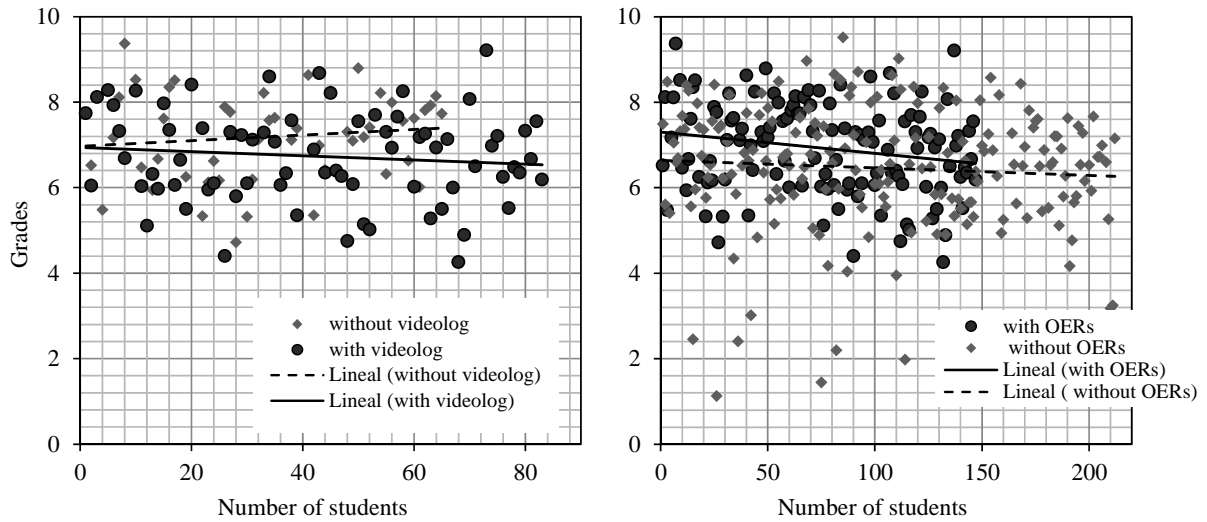 10
8
6
4
2
0
Grades
0
20
40
60
80
Number of students
without videolog
with videolog
Lineal (without videolog)
Lineal (with videolog)
10
8
6
4
2
0
0
50
100
150
200
Number of students
with OERs
without OERs
Lineal (with OERs)
Lineal ( without OERs)